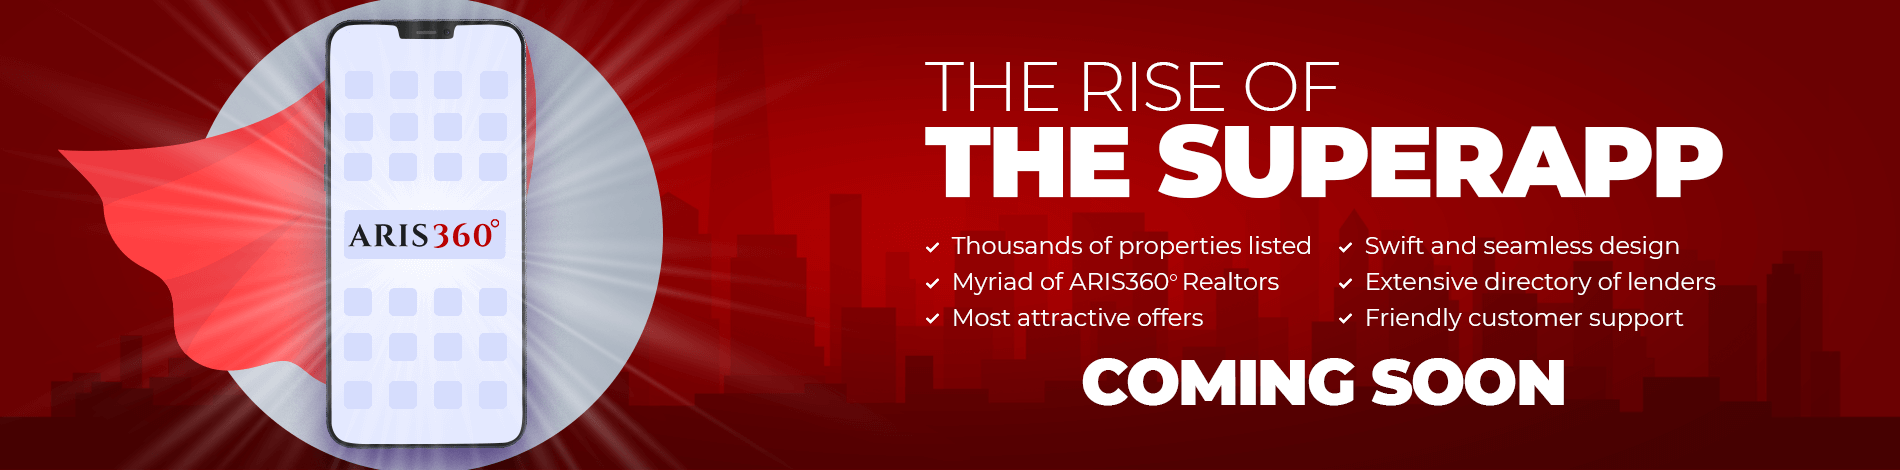 ARIS360°
THE RISE OF
THE SUPERAPP
Thousands of properties listed
Myriad of ARIS360° Realtors
Most attractive offers
Swift and seamless design
Extensive directory of lenders
Friendly customer support
COMING SOON